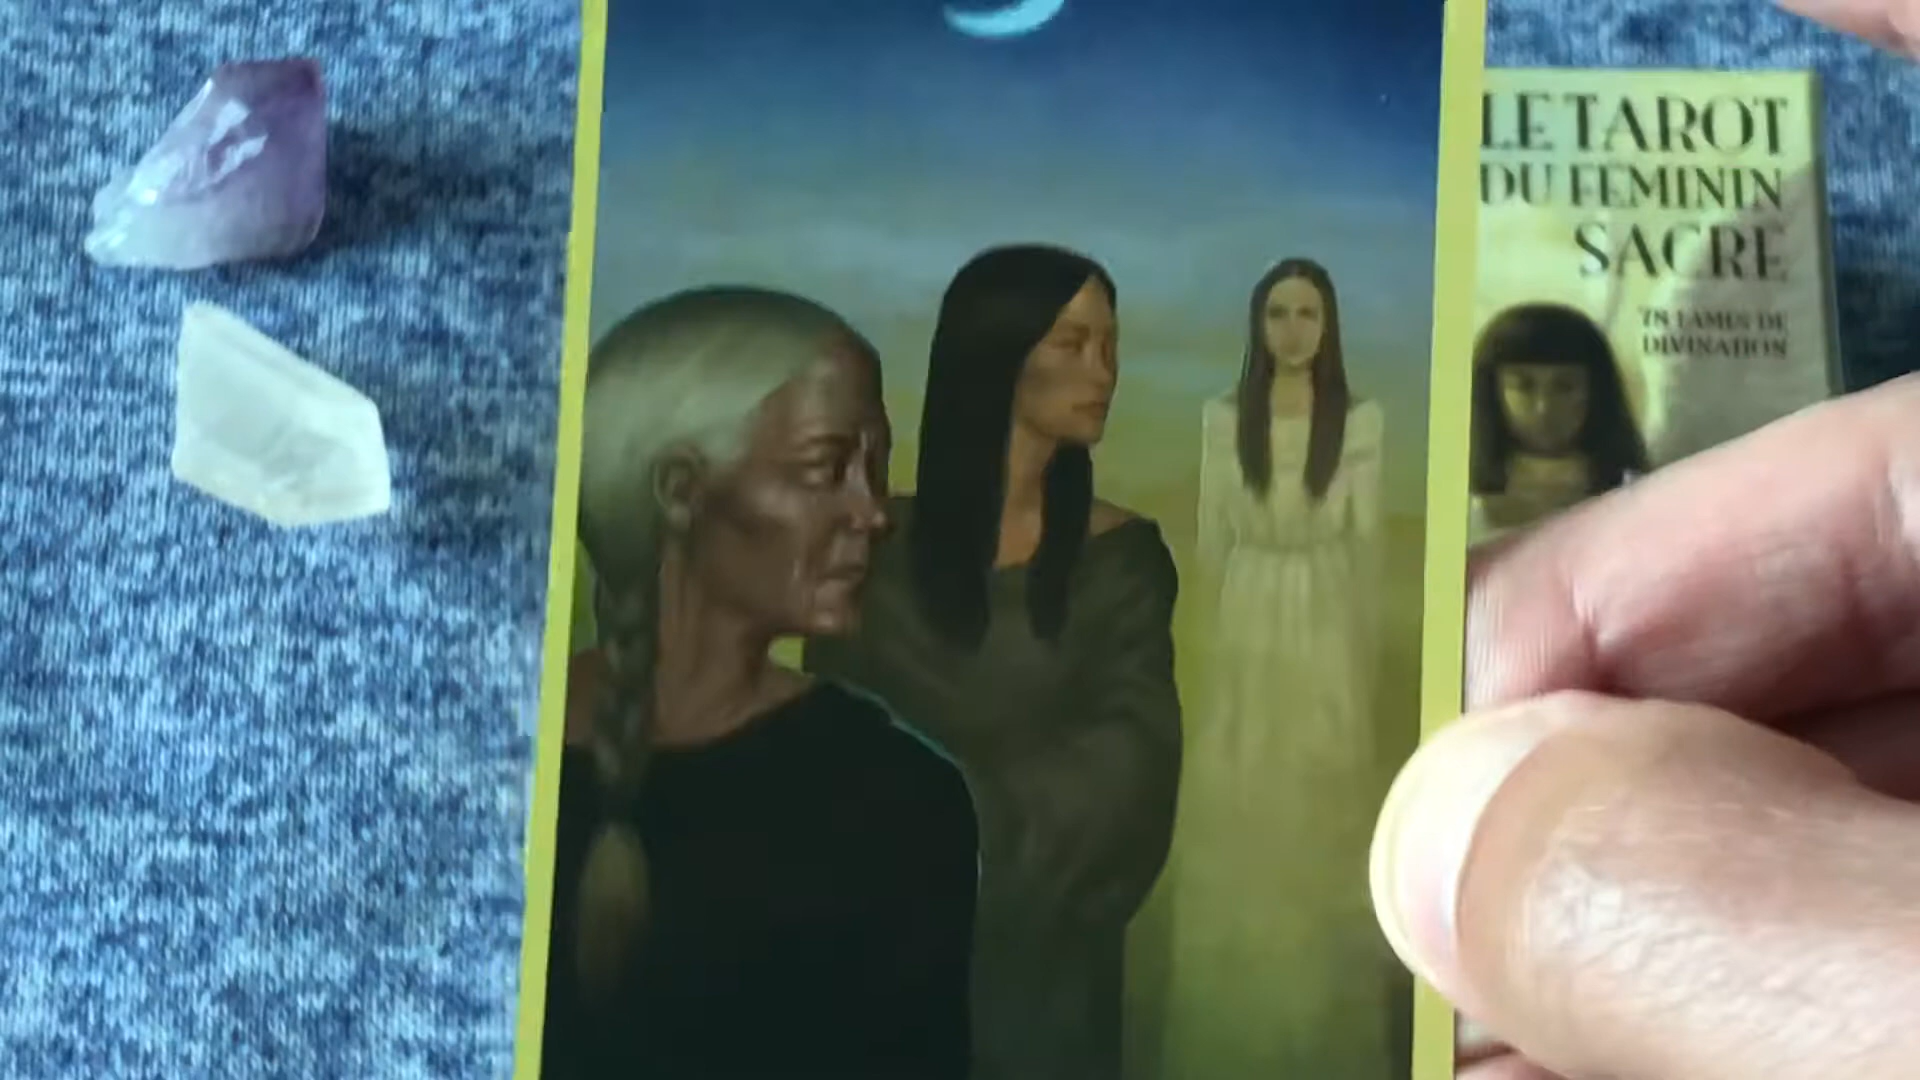 LE TAROT
DU FEMININ
SACRE
78 LAMES DE
DIVINATION